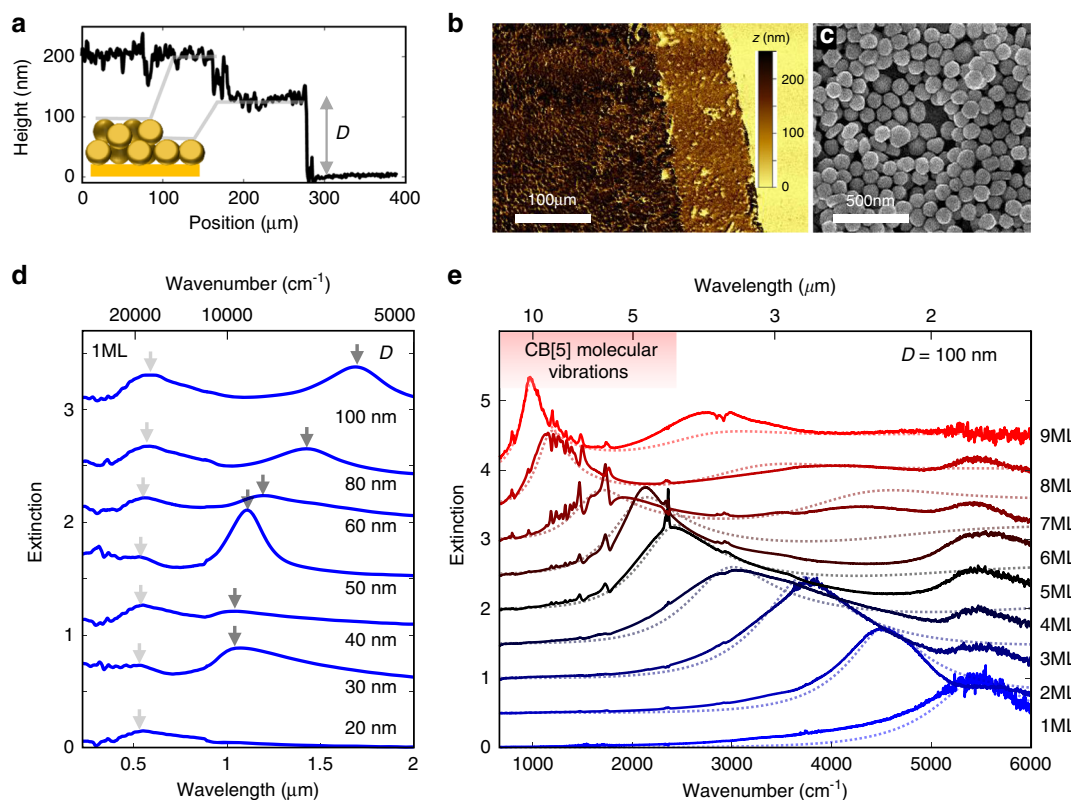 a
Height (nm)
200
100
0
D
0
100
200
300
400
Position (μm)
b
z (nm)
200
100
0
100μm
c
500nm
d
Wavenumber (cm⁻¹)
20000
10000
5000
1ML
D
100 nm
80 nm
60 nm
50 nm
40 nm
30 nm
20 nm
Extinction
3
2
1
0
0.5
1
1.5
2
Wavelength (μm)
e
Wavelength (μm)
10
5
3
2
CB[5] molecular
vibrations
D = 100 nm
Extinction
5
4
3
2
1
0
9ML
8ML
7ML
6ML
5ML
4ML
3ML
2ML
1ML
1000
2000
3000
4000
5000
6000
Wavenumber (cm⁻¹)